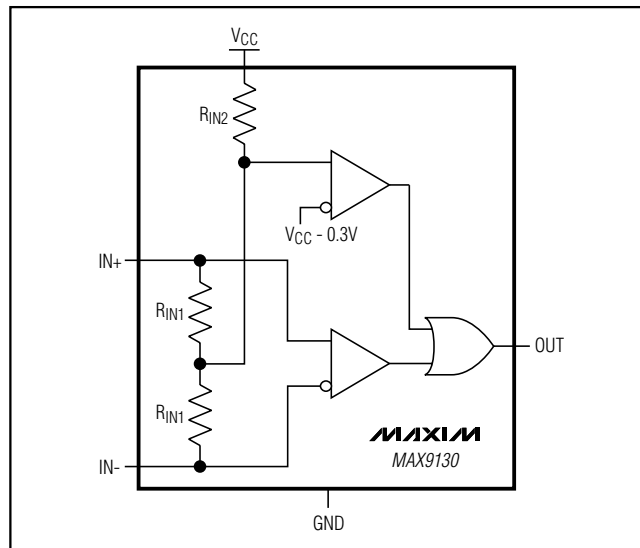 VCC
RIN2
VCC - 0.3V
IN+
RIN1
OUT
RIN1
MAXIM
MAX9130
IN-
GND